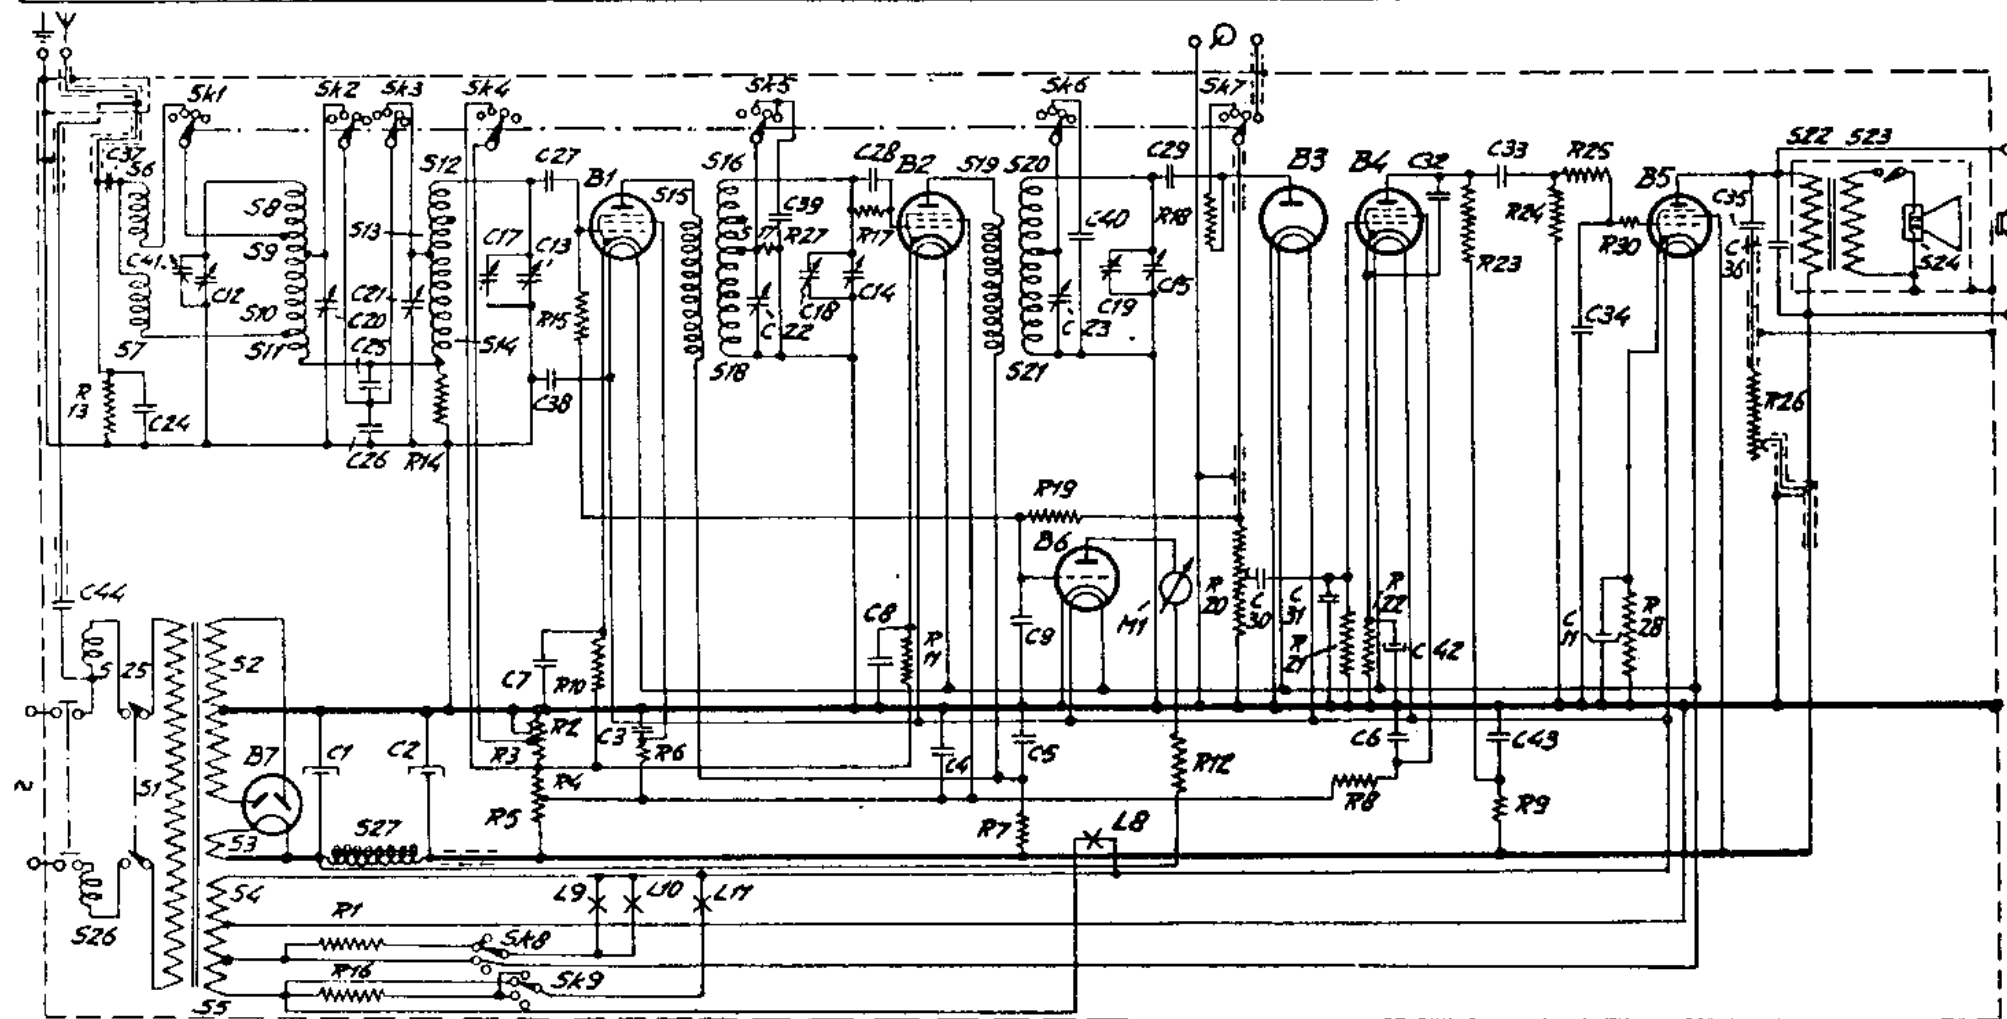 Sk1 Sk2 Sk3 Sk4 Sk5 Sk6 Sk7
C37 S6 S12 C27 B1 S16 C28 B2 S19 S20 C29 B3 B4 C32 C33 R25 B5 S22 S23
S8 S13 S15 C39 R27 R17 C40 R18 R24 R30 C35
S9 C17 C13 C36 S24
C41 C12 C21 C20 C18 C14 C19 C15 R23
S10 R15 C22 C23 C34
S7 S11 C25 S14 S18 S21
R13 C24 C38 R26
C26 R14
R19
B6
C44 R20 C30 C31 R22 R28
C8 R11 C9 M1 C11
S25 S2 C7 R10 R21 C42
B7 C1 C2 R3 R2 C3 R6 C4 C5 R12 C6 C43
S1 R4
S27 R5 R7 L8 R8 R9
S3
S4 L9 L10 L11
S26 R1 Sk8
R16 Sk9
S5